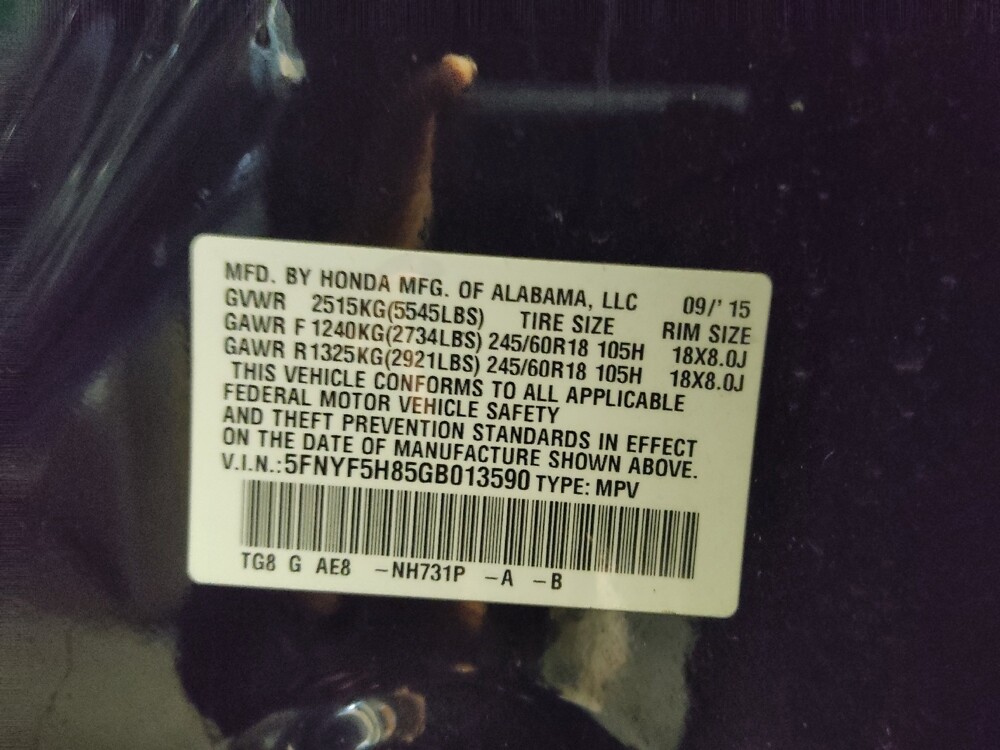 MFD. BY HONDA MFG. OF ALABAMA, LLC 09/' 15
GVWR 2515KG(5545LBS) TIRE SIZE RIM SIZE
GAWR F 1240KG(2734LBS) 245/60R18 105H 18X8.0J
GAWR R1325KG(2921LBS) 245/60R18 105H 18X8.0J
THIS VEHICLE CONFORMS TO ALL APPLICABLE
FEDERAL MOTOR VEHICLE SAFETY
AND THEFT PREVENTION STANDARDS IN EFFECT
ON THE DATE OF MANUFACTURE SHOWN ABOVE.
V.I.N.:5FNYF5H85GB013590 TYPE: MPV
TG8 G AE8 -NH731P -A -B